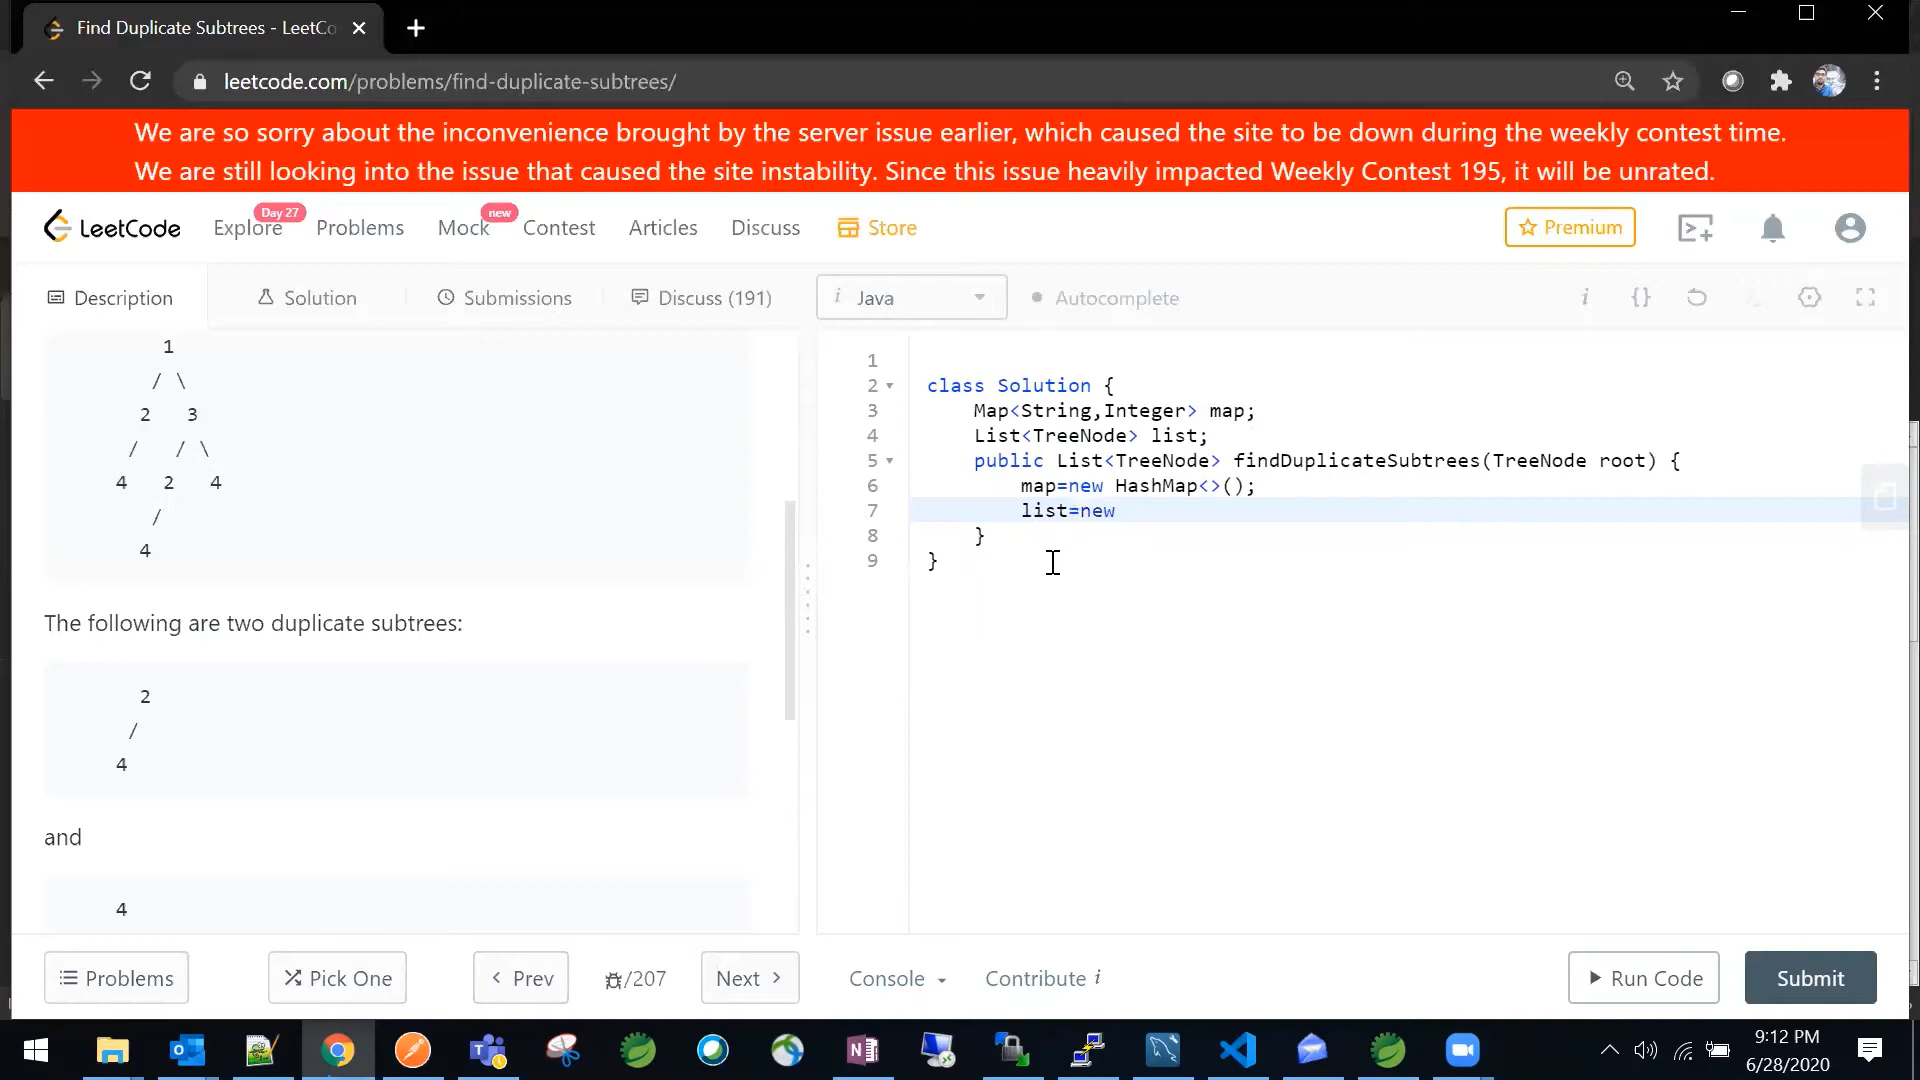 Find Duplicate Subtrees - LeetCo
leetcode.com/problems/find-duplicate-subtrees/
We are so sorry about the inconvenience brought by the server issue earlier, which caused the site to be down during the weekly contest time.
We are still looking into the issue that caused the site instability. Since this issue heavily impacted Weekly Contest 195, it will be unrated.
LeetCode Explore Day 27 Problems Mock new Contest Articles Discuss Store Premium
Description Solution Submissions Discuss (191) i Java Autocomplete i {}
1
/ \
2 3
/ / \
4 2 4
/
4
The following are two duplicate subtrees:
2
/
4
and
4
1
2 class Solution {
3 Map<String,Integer> map;
4 List<TreeNode> list;
5 public List<TreeNode> findDuplicateSubtrees(TreeNode root) {
6 map=new HashMap<>();
7 list=new
8 }
9 }
Problems Pick One Prev /207 Next Console Contribute i Run Code Submit
9:12 PM
6/28/2020